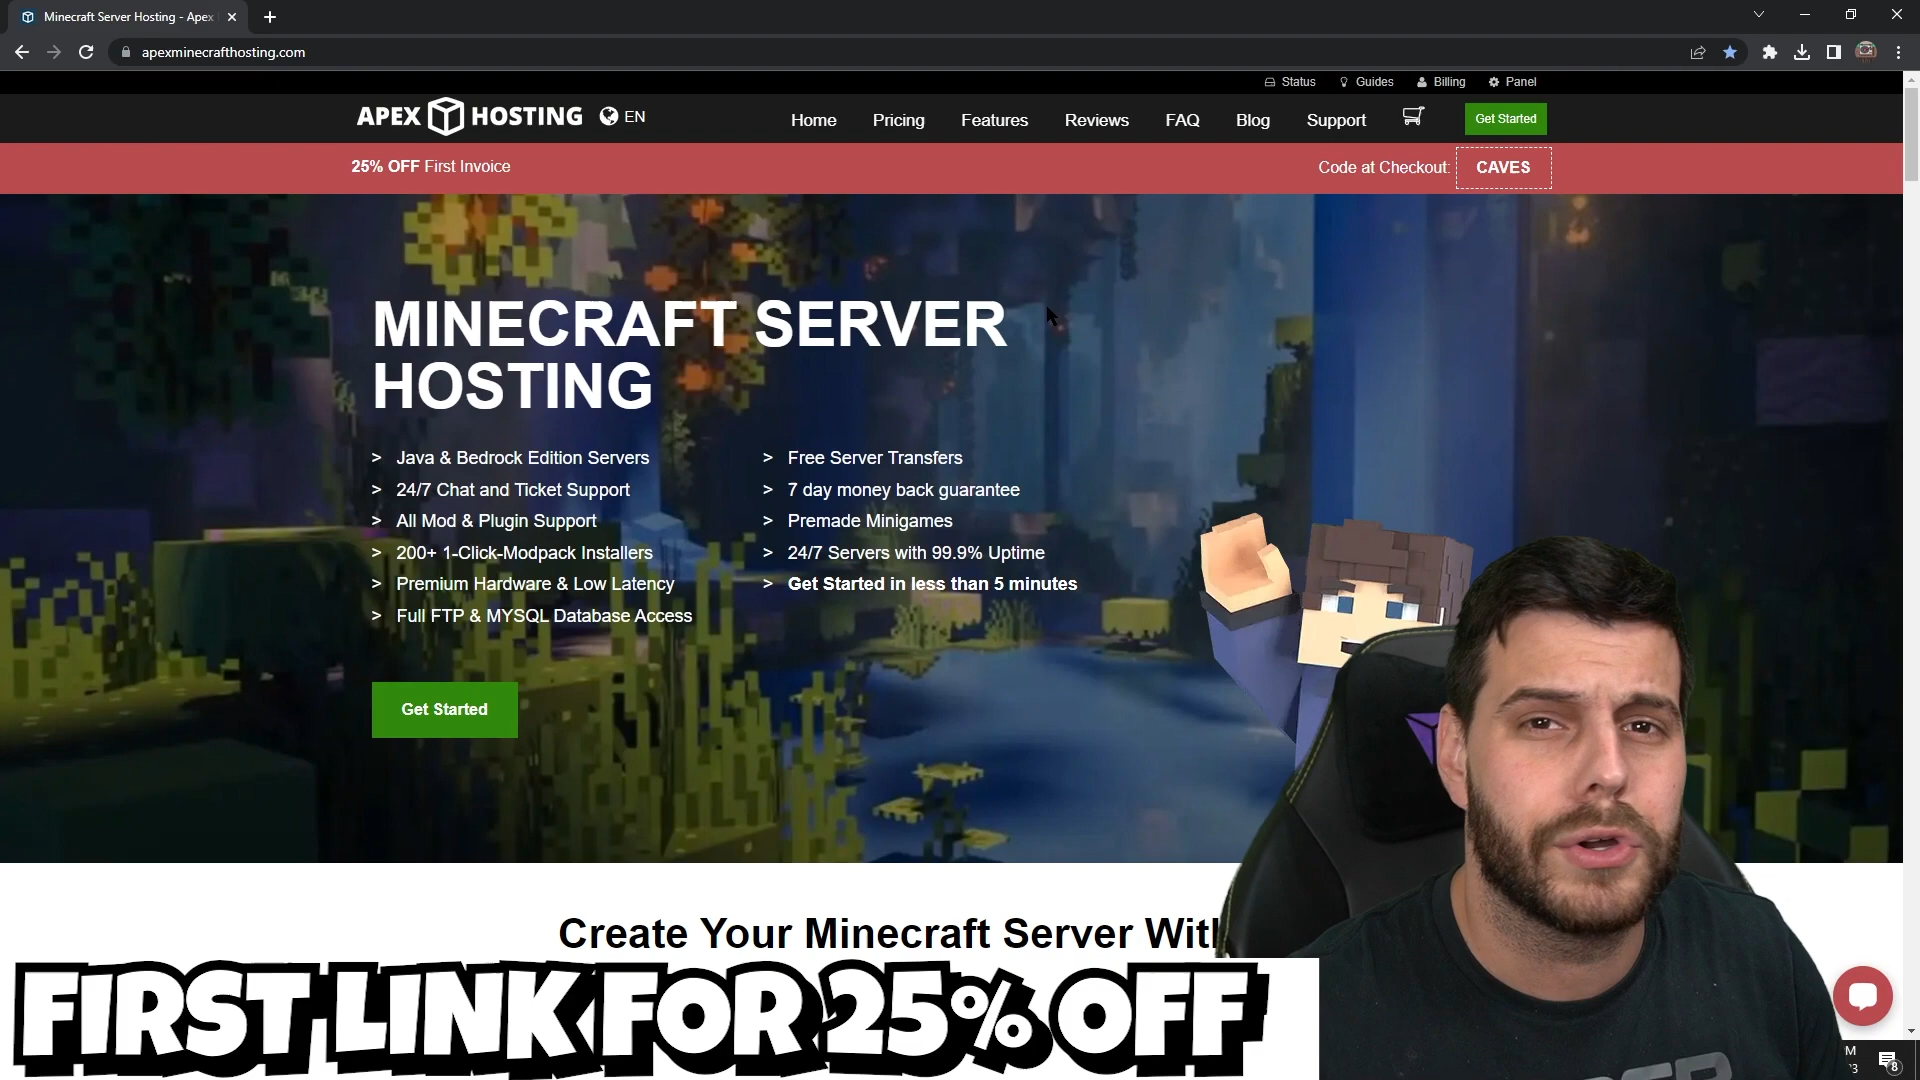 Minecraft Server Hosting - Apex
apexminecrafthosting.com
Status Guides Billing Panel
APEX HOSTING EN
Home Pricing Features Reviews FAQ Blog Support Get Started
25% OFF First Invoice
Code at Checkout: CAVES
MINECRAFT SERVER
HOSTING
> Java & Bedrock Edition Servers
> 24/7 Chat and Ticket Support
> All Mod & Plugin Support
> 200+ 1-Click-Modpack Installers
> Premium Hardware & Low Latency
> Full FTP & MYSQL Database Access
> Free Server Transfers
> 7 day money back guarantee
> Premade Minigames
> 24/7 Servers with 99.9% Uptime
> Get Started in less than 5 minutes
Get Started
Create Your Minecraft Server With
FIRST LINK FOR 25% OFF
M
3
8